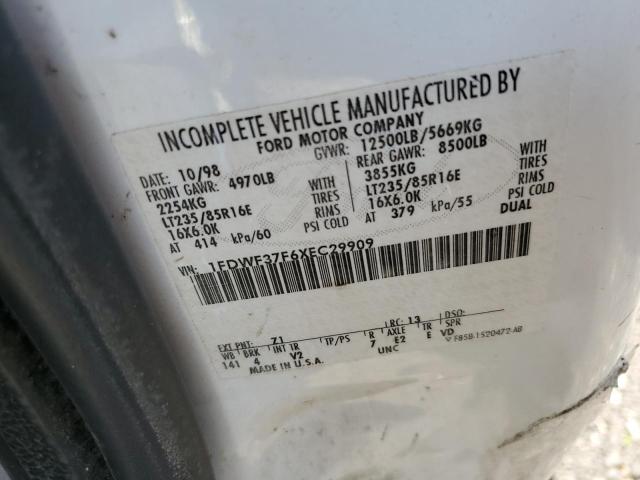 INCOMPLETE VEHICLE MANUFACTURED BY
FORD MOTOR COMPANY
DATE: 10/98 GVWR: 12500LB/5669KG
FRONT GAWR: 4970LB REAR GAWR: 8500LB
2254KG WITH 3855KG WITH
LT235/85R16E TIRES LT235/85R16E TIRES
16X6.0K RIMS 16X6.0K RIMS
AT 414 kPa/60 PSI COLD AT 379 kPa/55 PSI COLD
DUAL
VIN: 1FDWF37F6XEC29909
EXT PNT: Z1 RC: 13 DSO:
WB BRK INT TR TP/PS R AXLE TR SPR
141 4 V2 7 E2 E VD
MADE IN U.S.A. UNC F85B-1520472-AB